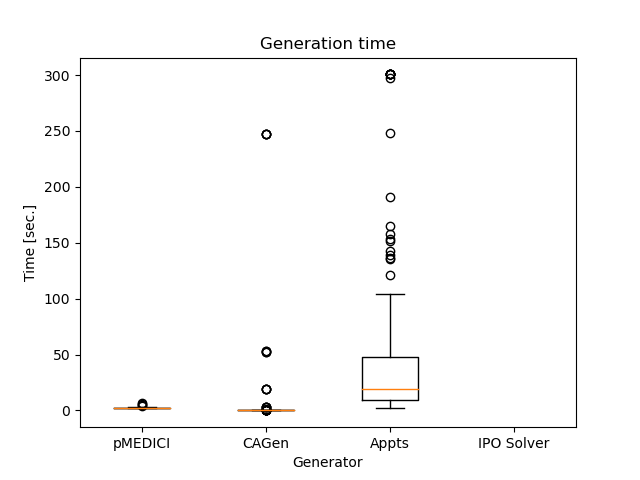 Generation time
Time [sec.]
300
250
200
150
100
50
0
pMEDICI CAGen Appts IPO Solver
Generator